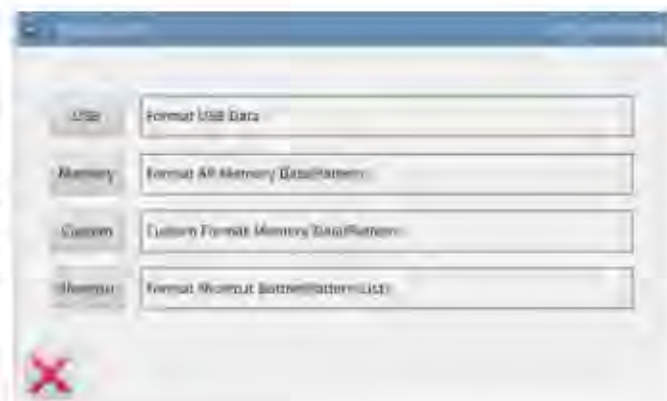 USB Format USB Data
Memory Format All Memory Data(Pattern)
Custom Custom Format Memory Data(Pattern)
Shortcut Format Shortcut Button(Pattern List)